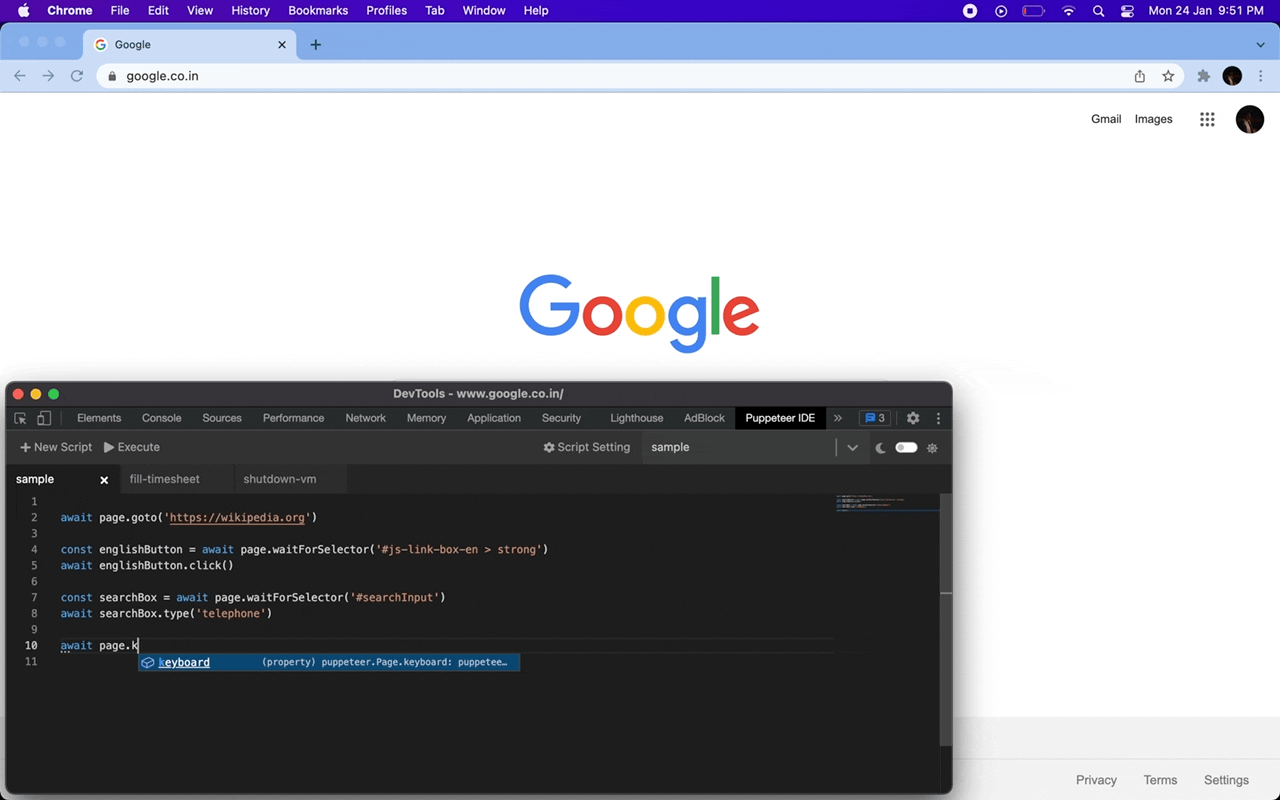 Chrome File Edit View History Bookmarks Profiles Tab Window Help Mon 24 Jan 9:51 PM
Google
google.co.in
Gmail Images
Google
DevTools - www.google.co.in/
Elements Console Sources Performance Network Memory Application Security Lighthouse AdBlock Puppeteer IDE » 3
+ New Script Execute Script Setting sample
sample fill-timesheet shutdown-vm
1
2 await page.goto('https://wikipedia.org')
3
4 const englishButton = await page.waitForSelector('#js-link-box-en > strong')
5 await englishButton.click()
6
7 const searchBox = await page.waitForSelector('#searchInput')
8 await searchBox.type('telephone')
9
10 await page.k
11 keyboard (property) puppeteer.Page.keyboard: puppetee…
Privacy Terms Settings